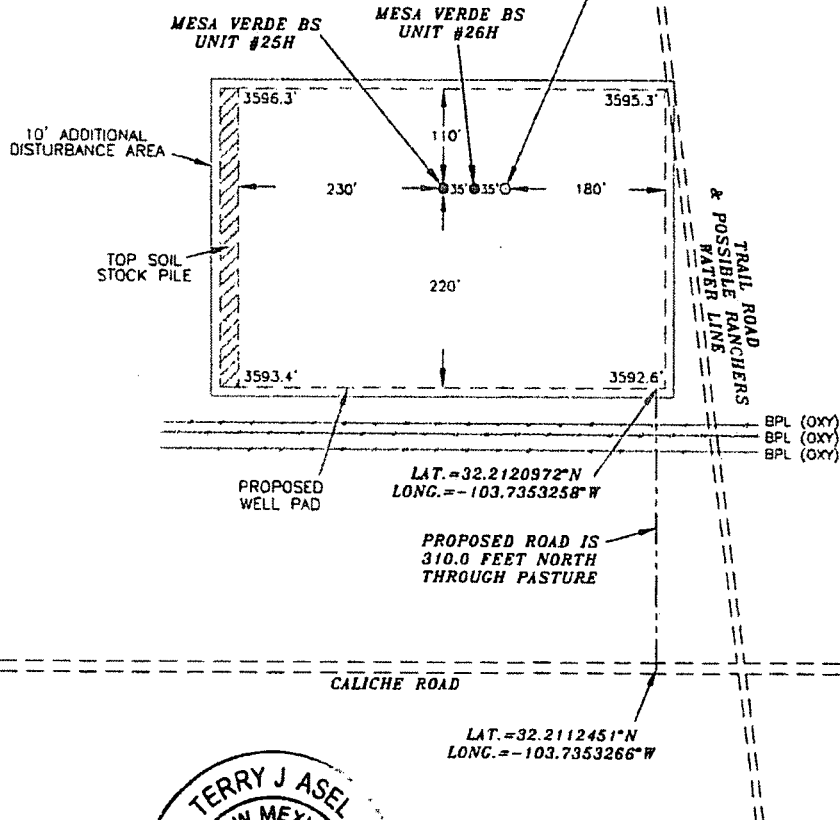 MESA VERDE BS
UNIT #25H
MESA VERDE BS
UNIT #26H
3596.3'
3595.3'
10' ADDITIONAL
DISTURBANCE AREA
110'
230'
35'
35'
180'
TOP SOIL
STOCK PILE
220'
TRAIL ROAD
& POSSIBLE RANCHERS
WATER LINE
3593.4'
3592.6'
BPL (OXY)
BPL (OXY)
BPL (OXY)
PROPOSED
WELL PAD
LAT.=32.2120972°N
LONG.=-103.7353258°W
PROPOSED ROAD IS
310.0 FEET NORTH
THROUGH PASTURE
CALICHE ROAD
LAT.=32.2112451°N
LONG.=-103.7353266°W
TERRY J ASEL